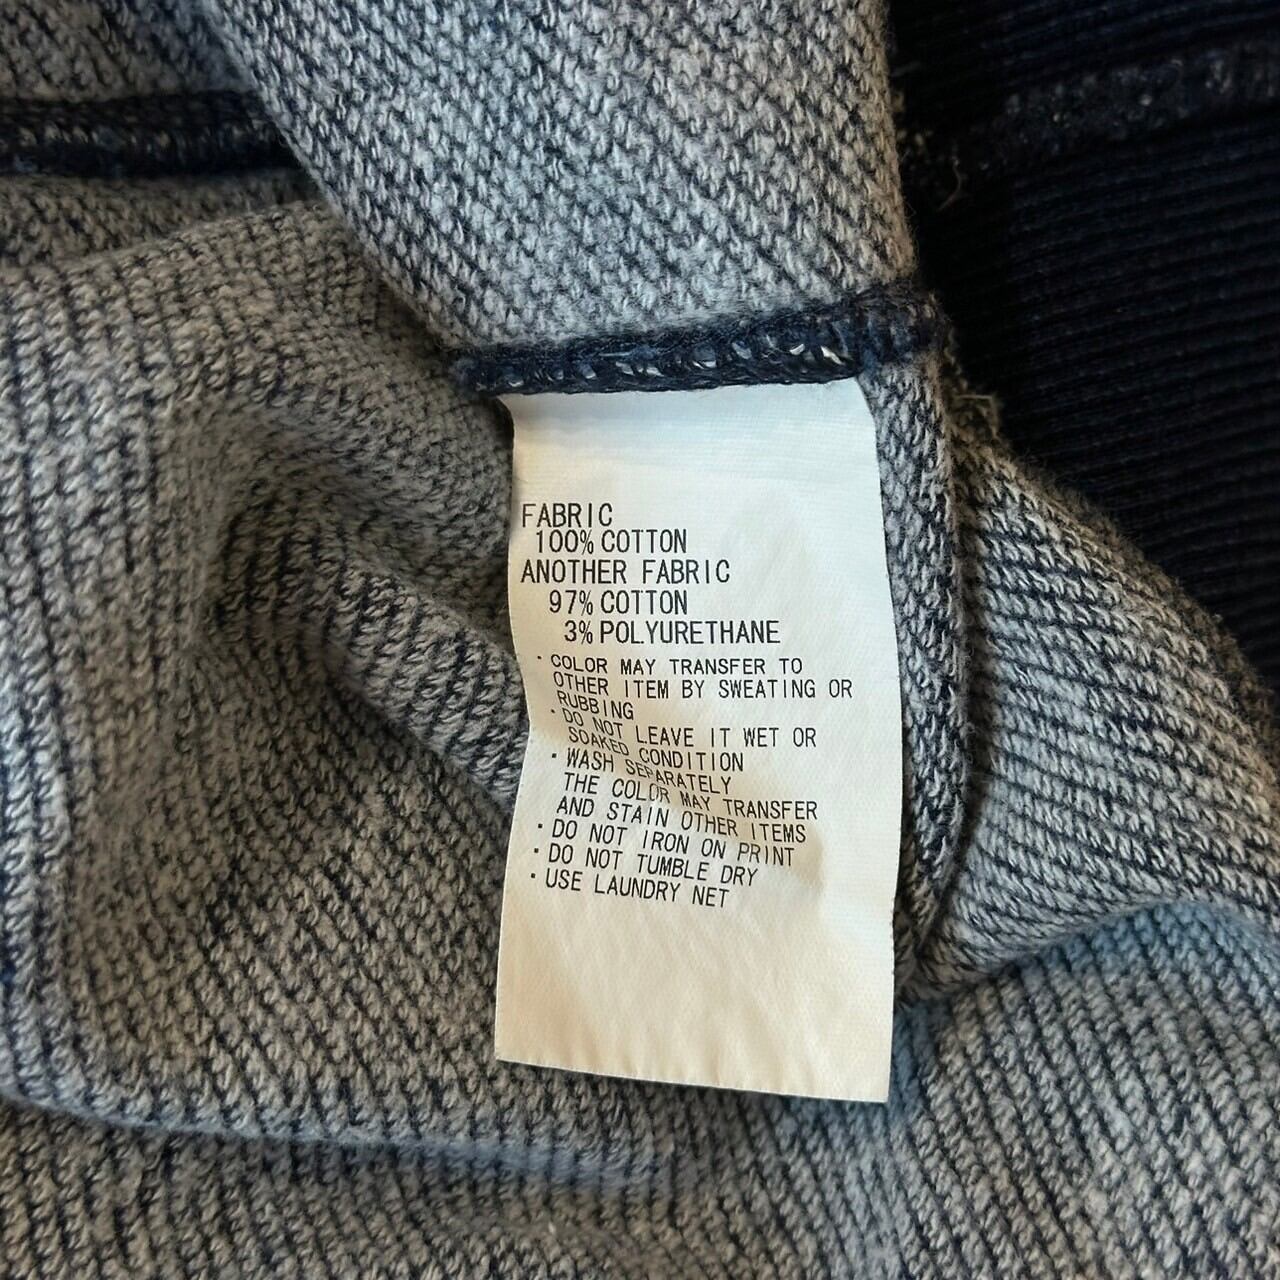 FABRIC
100% COTTON
ANOTHER FABRIC
97% COTTON
3% POLYURETHANE
・COLOR MAY TRANSFER TO
OTHER ITEM BY SWEATING OR
RUBBING
・DO NOT LEAVE IT WET OR
SOAKED CONDITION
・WASH SEPARATELY
THE COLOR MAY TRANSFER
AND STAIN OTHER ITEMS
・DO NOT IRON ON PRINT
・DO NOT TUMBLE DRY
・USE LAUNDRY NET